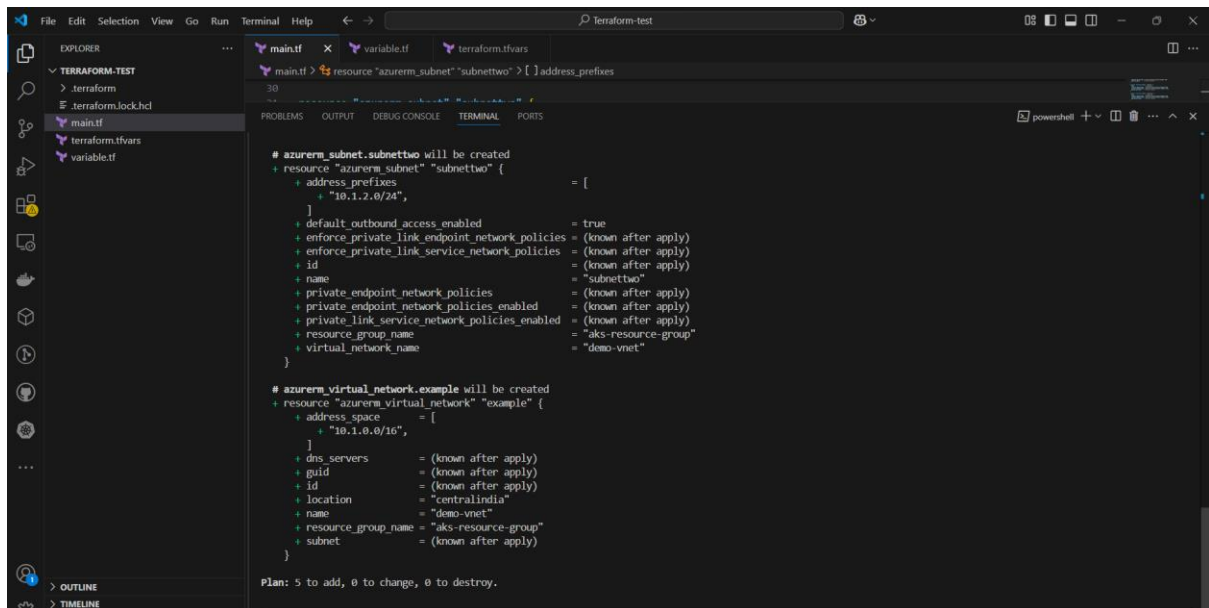 File Edit Selection View Go Run Terminal Help
Terraform-test
EXPLORER
TERRAFORM-TEST
.terraform
.terraform.lock.hcl
main.tf
terraform.tfvars
variable.tf
OUTLINE
TIMELINE
main.tf variable.tf terraform.tfvars
main.tf > resource "azurerm_subnet" "subnettwo" > [ ] address_prefixes
30
PROBLEMS OUTPUT DEBUG CONSOLE TERMINAL PORTS
powershell
# azurerm_subnet.subnettwo will be created
+ resource "azurerm_subnet" "subnettwo" {
+ address_prefixes = [
+ "10.1.2.0/24",
]
+ default_outbound_access_enabled = true
+ enforce_private_link_endpoint_network_policies = (known after apply)
+ enforce_private_link_service_network_policies = (known after apply)
+ id = (known after apply)
+ name = "subnettwo"
+ private_endpoint_network_policies = (known after apply)
+ private_endpoint_network_policies_enabled = (known after apply)
+ private_link_service_network_policies_enabled = (known after apply)
+ resource_group_name = "aks-resource-group"
+ virtual_network_name = "demo-vnet"
}
# azurerm_virtual_network.example will be created
+ resource "azurerm_virtual_network" "example" {
+ address_space = [
+ "10.1.0.0/16",
]
+ dns_servers = (known after apply)
+ guid = (known after apply)
+ id = (known after apply)
+ location = "centralindia"
+ name = "demo-vnet"
+ resource_group_name = "aks-resource-group"
+ subnet = (known after apply)
}
Plan: 5 to add, 0 to change, 0 to destroy.